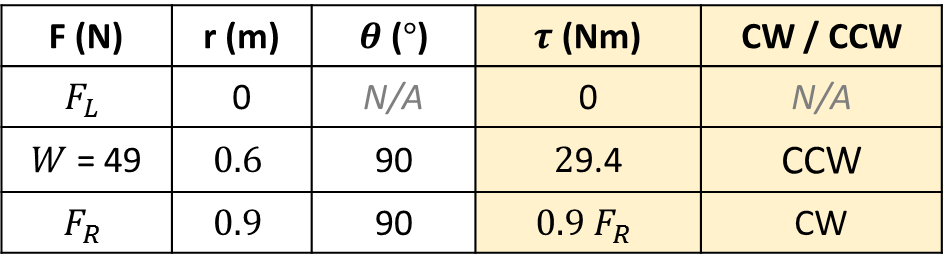 F (N) r (m) θ (°) τ (Nm) CW / CCW
F_L 0 N/A 0 N/A
W = 49 0.6 90 29.4 CCW
F_R 0.9 90 0.9 F_R CW